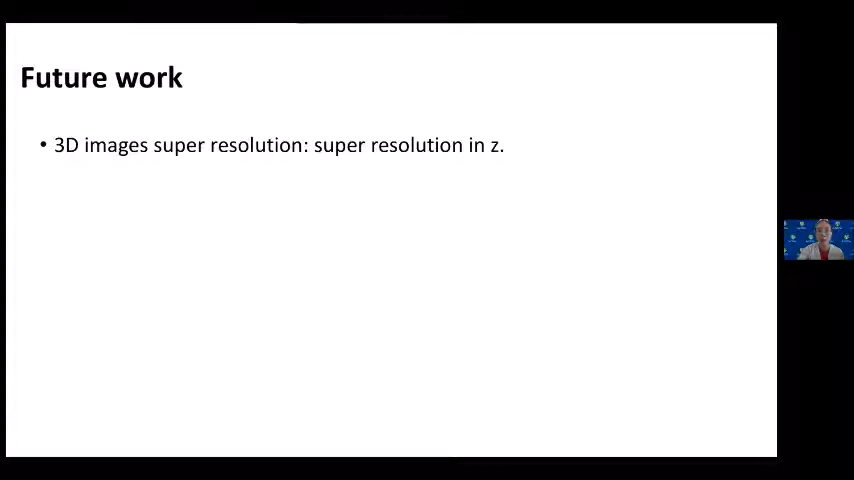 Future work
• 3D images super resolution: super resolution in z.